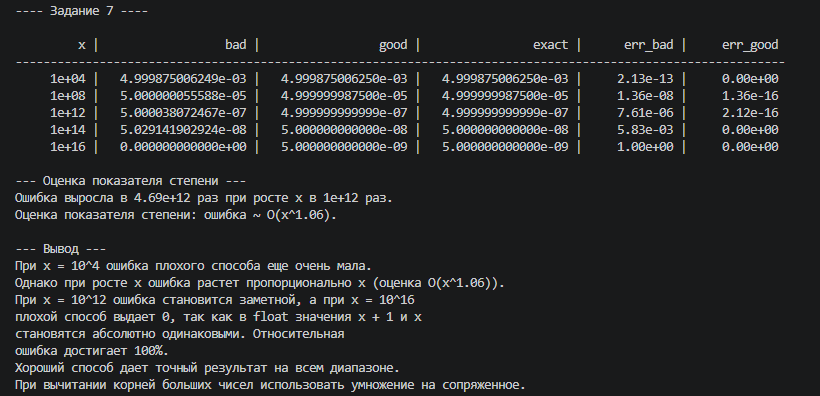 ---- Задание 7 ----
x | bad | good | exact | err_bad | err_good
-------------------------------------------------------------------------------------------------------------
1e+04 | 4.999875006249e-03 | 4.999875006250e-03 | 4.999875006250e-03 | 2.13e-13 | 0.00e+00
1e+08 | 5.000000055588e-05 | 4.999999987500e-05 | 4.999999987500e-05 | 1.36e-08 | 1.36e-16
1e+12 | 5.000038072467e-07 | 4.999999999999e-07 | 4.999999999999e-07 | 7.61e-06 | 2.12e-16
1e+14 | 5.029141902924e-08 | 5.000000000000e-08 | 5.000000000000e-08 | 5.83e-03 | 0.00e+00
1e+16 | 0.000000000000e+00 | 5.000000000000e-09 | 5.000000000000e-09 | 1.00e+00 | 0.00e+00
--- Оценка показателя степени ---
Ошибка выросла в 4.69e+12 раз при росте x в 1e+12 раз.
Оценка показателя степени: ошибка ~ O(x^1.06).
--- Вывод ---
При x = 10^4 ошибка плохого способа еще очень мала.
Однако при росте x ошибка растет пропорционально x (оценка O(x^1.06)).
При x = 10^12 ошибка становится заметной, а при x = 10^16
плохой способ выдает 0, так как в float значения x + 1 и x
становятся абсолютно одинаковыми. Относительная
ошибка достигает 100%.
Хороший способ дает точный результат на всем диапазоне.
При вычитании корней больших чисел использовать умножение на сопряженное.